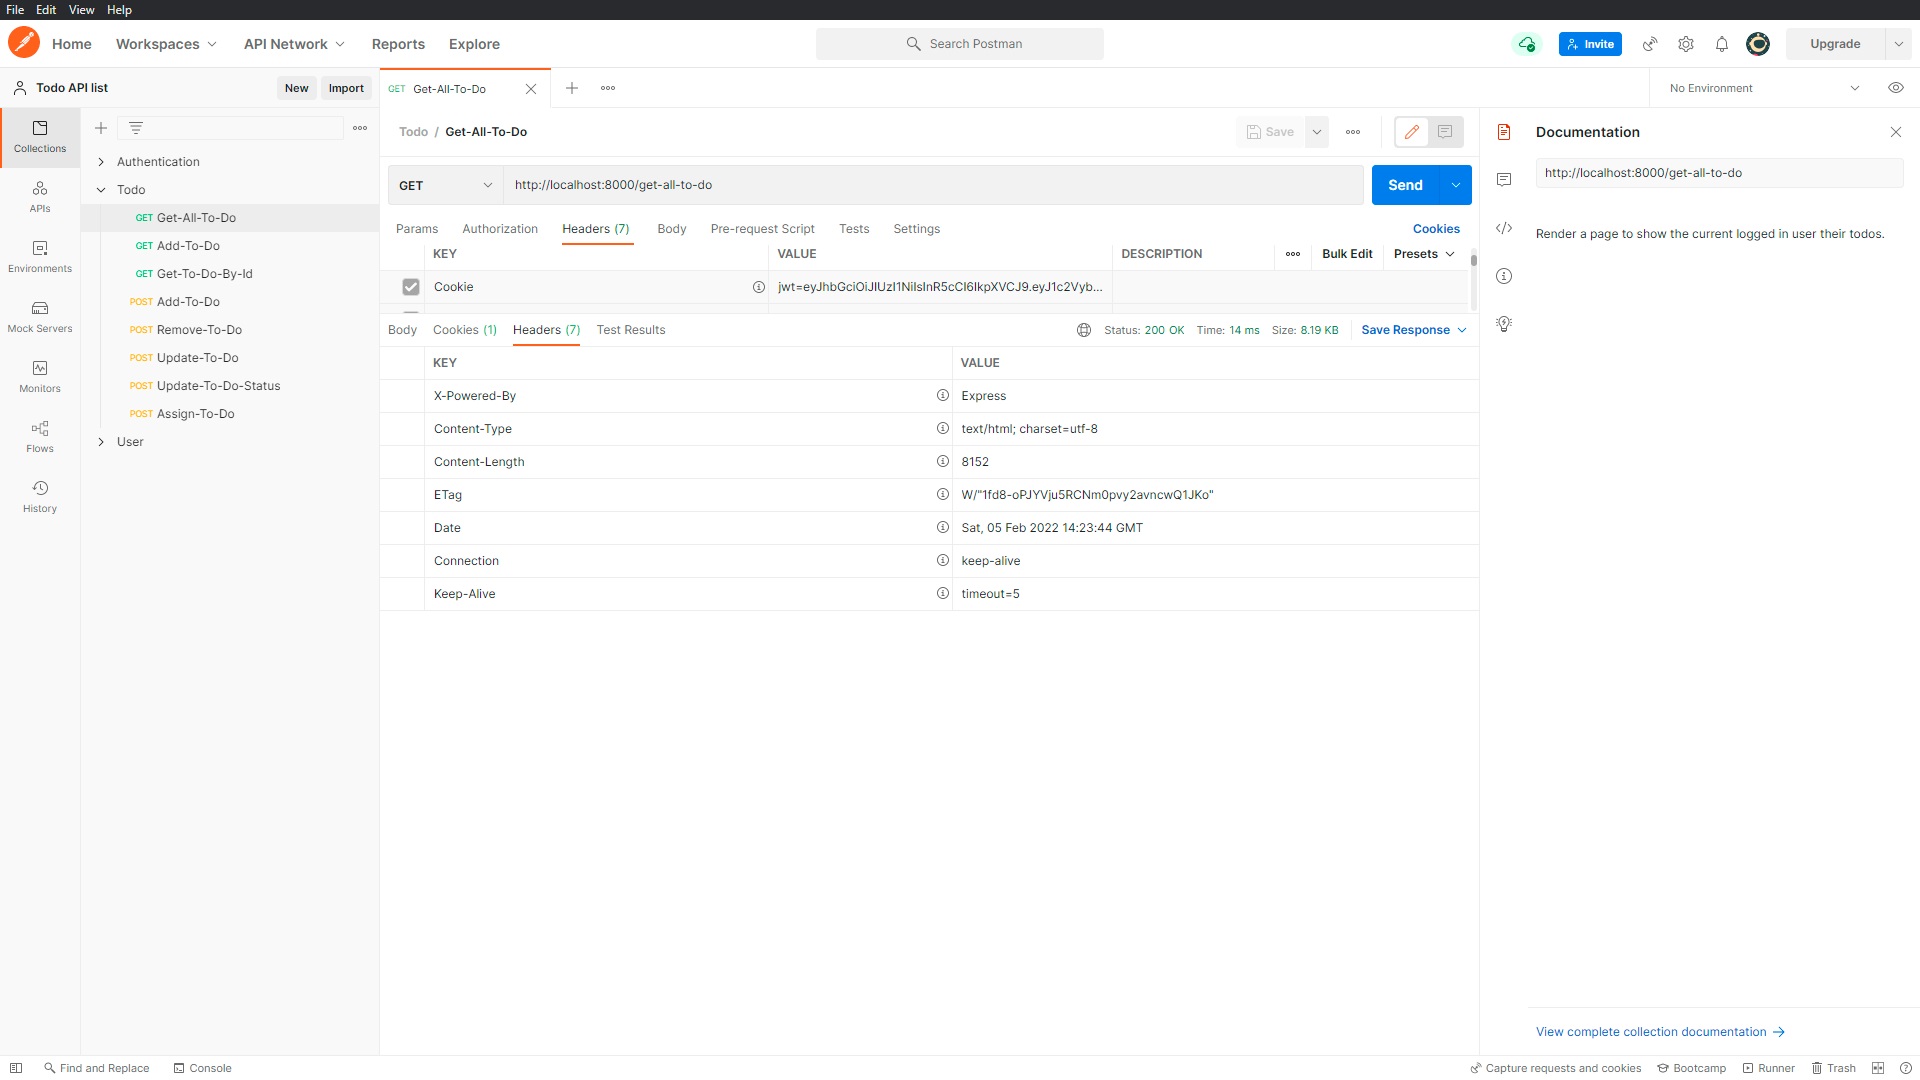 File Edit View Help
Home Workspaces API Network Reports Explore Search Postman Invite Upgrade
Todo API list New Import GET Get-All-To-Do No Environment
Collections
APIs
Environments
Mock Servers
Monitors
Flows
History
Authentication
Todo
GET Get-All-To-Do
GET Add-To-Do
GET Get-To-Do-By-Id
POST Add-To-Do
POST Remove-To-Do
POST Update-To-Do
POST Update-To-Do-Status
POST Assign-To-Do
User
Todo / Get-All-To-Do Save
GET http://localhost:8000/get-all-to-do Send
Params Authorization Headers (7) Body Pre-request Script Tests Settings Cookies
KEY VALUE DESCRIPTION Bulk Edit Presets
Cookie jwt=eyJhbGciOiJIUzI1NiIsInR5cCI6IkpXVCJ9.eyJ1c2Vyb...
Body Cookies (1) Headers (7) Test Results Status: 200 OK Time: 14 ms Size: 8.19 KB Save Response
KEY VALUE
X-Powered-By Express
Content-Type text/html; charset=utf-8
Content-Length 8152
ETag W/"1fd8-oPJYVju5RCNm0pvy2avncwQ1JKo"
Date Sat, 05 Feb 2022 14:23:44 GMT
Connection keep-alive
Keep-Alive timeout=5
Documentation
http://localhost:8000/get-all-to-do
Render a page to show the current logged in user their todos.
View complete collection documentation →
Find and Replace Console Capture requests and cookies Bootcamp Runner Trash